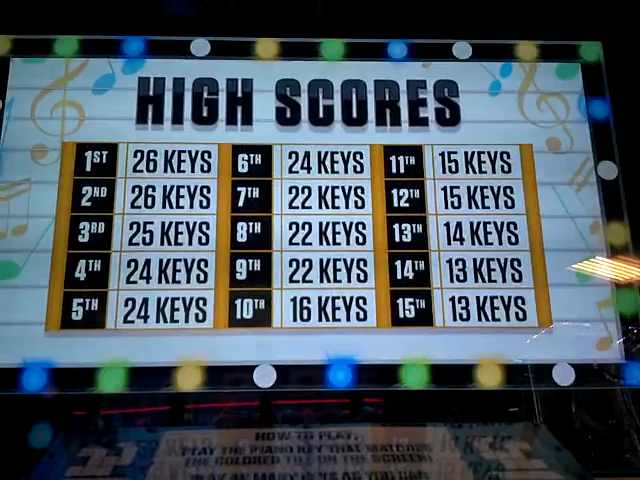 HIGH SCORES
1ST 26 KEYS 6TH 24 KEYS 11TH 15 KEYS
2ND 26 KEYS 7TH 22 KEYS 12TH 15 KEYS
3RD 25 KEYS 8TH 22 KEYS 13TH 14 KEYS
4TH 24 KEYS 9TH 22 KEYS 14TH 13 KEYS
5TH 24 KEYS 10TH 16 KEYS 15TH 13 KEYS
HOW TO PLAY:
PLAY THE PIANO KEY THAT MATCHES
THE COLORED TILE ON THE SCREEN!